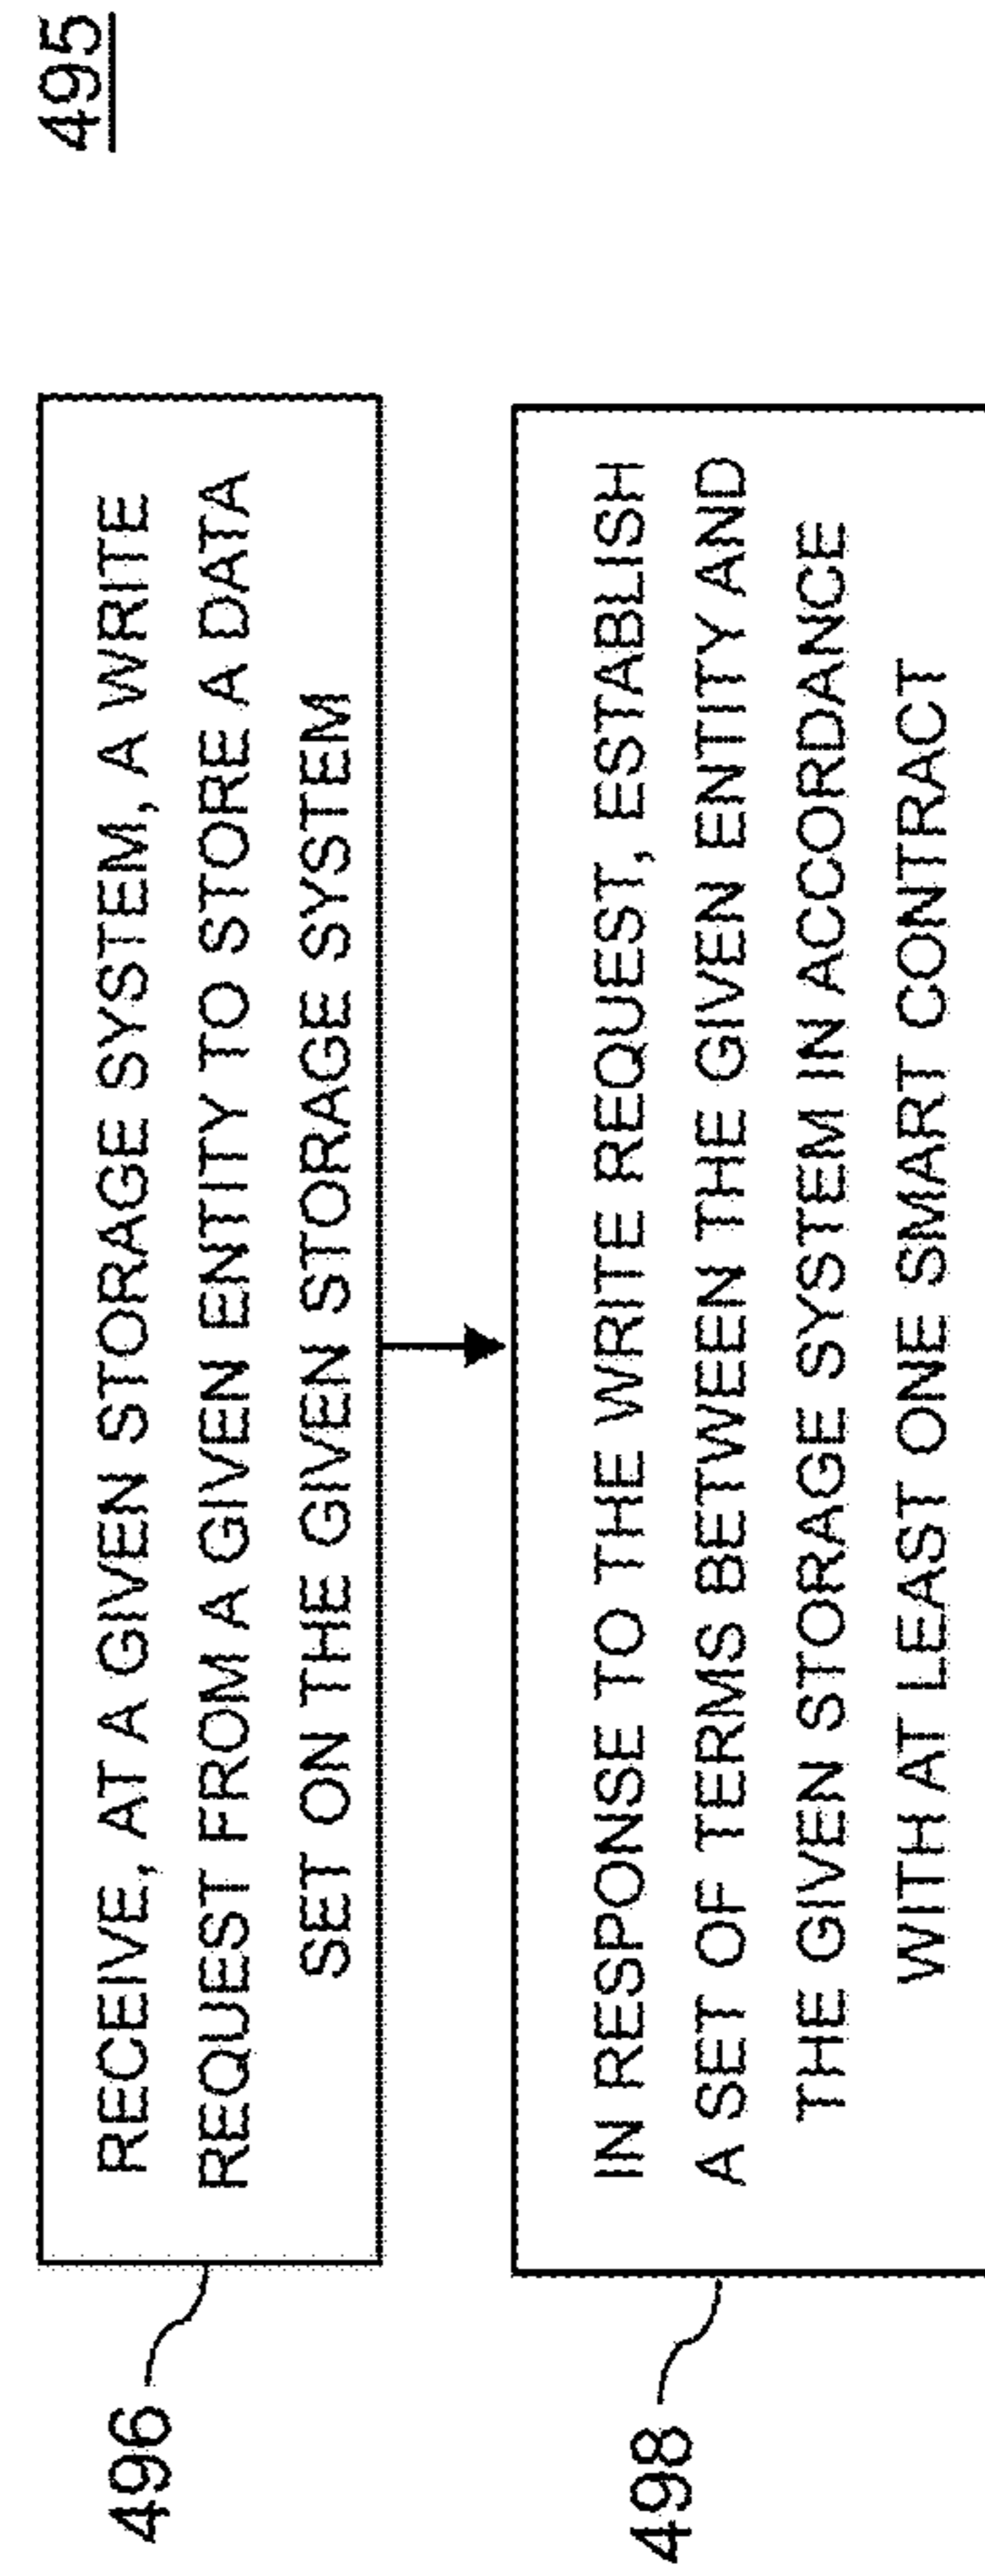 495
RECEIVE, AT A GIVEN STORAGE SYSTEM, A WRITE
REQUEST FROM A GIVEN ENTITY TO STORE A DATA
SET ON THE GIVEN STORAGE SYSTEM
496
IN RESPONSE TO THE WRITE REQUEST, ESTABLISH
A SET OF TERMS BETWEEN THE GIVEN ENTITY AND
THE GIVEN STORAGE SYSTEM IN ACCORDANCE
WITH AT LEAST ONE SMART CONTRACT
498